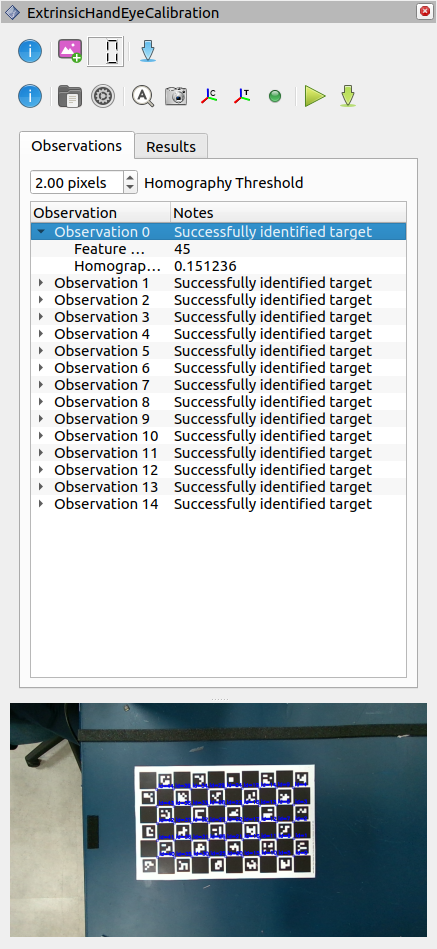 ExtrinsicHandEyeCalibration
0
Observations Results
2.00 pixels Homography Threshold
Observation Notes
Observation 0 Successfully identified target
Feature ... 45
Homograp... 0.151236
Observation 1 Successfully identified target
Observation 2 Successfully identified target
Observation 3 Successfully identified target
Observation 4 Successfully identified target
Observation 5 Successfully identified target
Observation 6 Successfully identified target
Observation 7 Successfully identified target
Observation 8 Successfully identified target
Observation 9 Successfully identified target
Observation 10 Successfully identified target
Observation 11 Successfully identified target
Observation 12 Successfully identified target
Observation 13 Successfully identified target
Observation 14 Successfully identified target